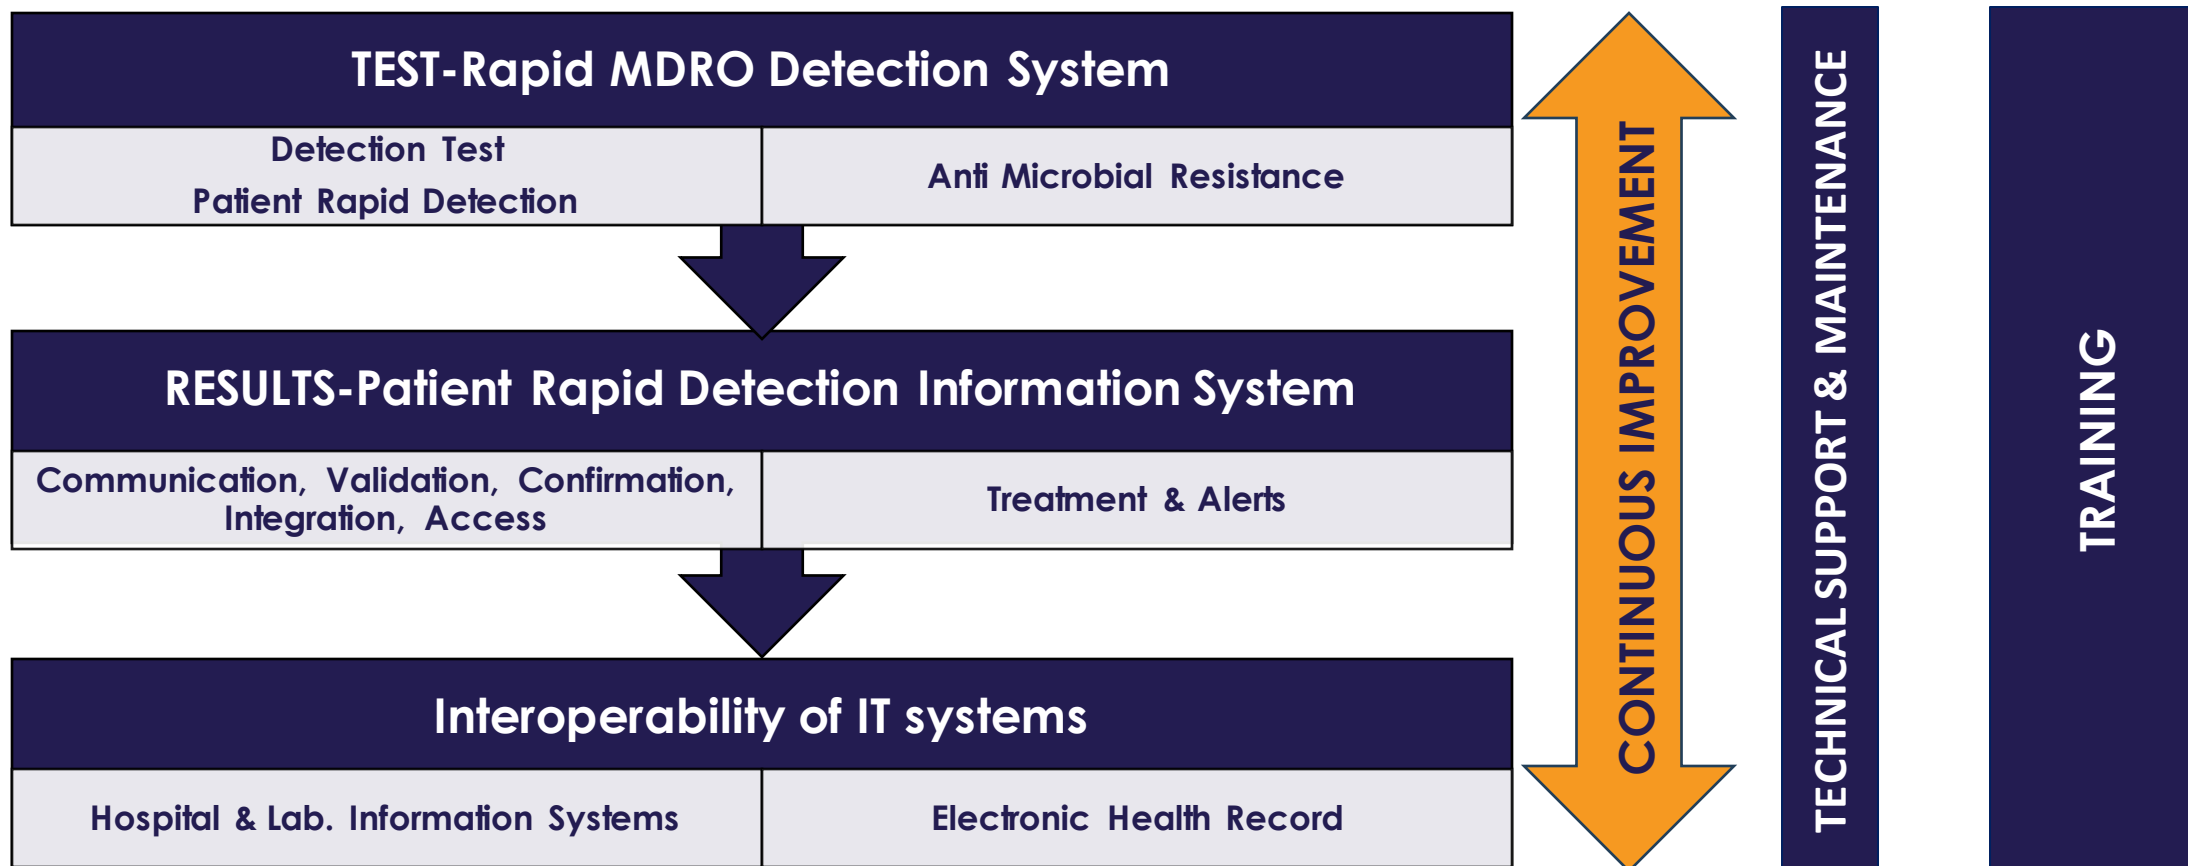 TEST-Rapid MDRO Detection System
Detection Test
Patient Rapid Detection
Anti Microbial Resistance
RESULTS-Patient Rapid Detection Information System
Communication, Validation, Confirmation,
Integration, Access
Treatment & Alerts
Interoperability of IT systems
Hospital & Lab. Information Systems
Electronic Health Record
CONTINUOUS IMPROVEMENT
TECHNICAL SUPPORT & MAINTENANCE
TRAINING